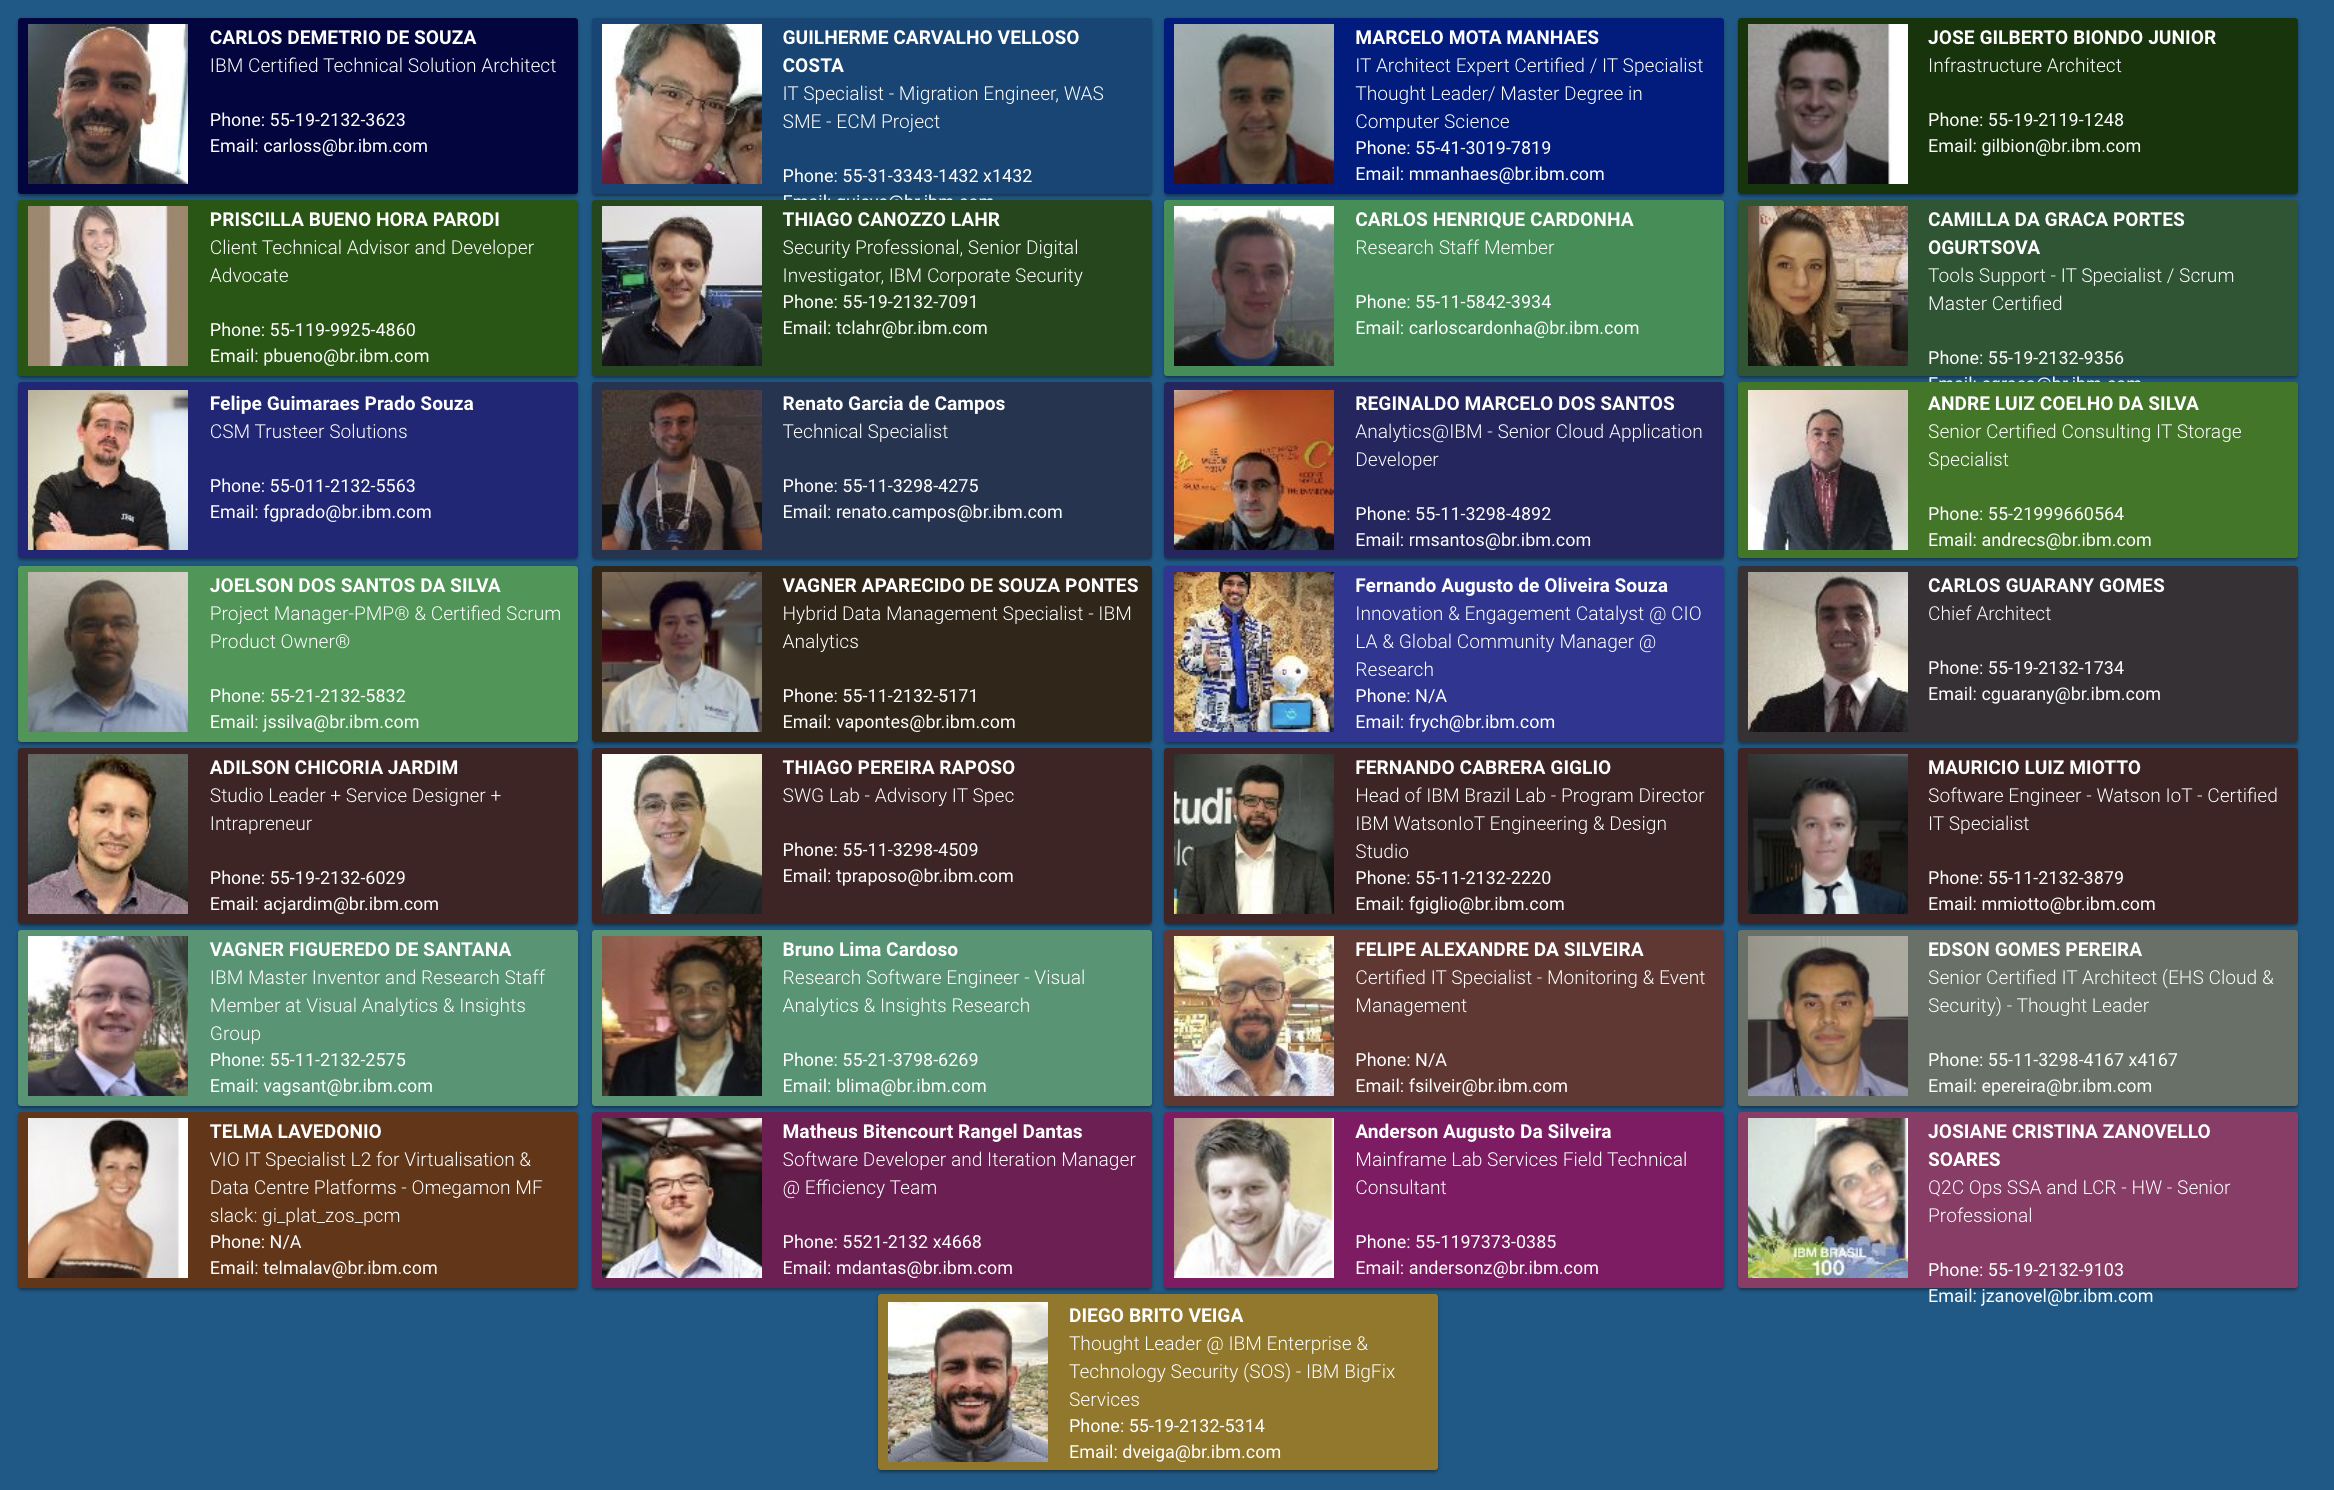 CARLOS DEMETRIO DE SOUZA
IBM Certified Technical Solution Architect
Phone: 55-19-2132-3623
Email: carloss@br.ibm.com
GUILHERME CARVALHO VELLOSO
COSTA
IT Specialist - Migration Engineer, WAS
SME - ECM Project
Phone: 55-31-3343-1432 x1432
MARCELO MOTA MANHAES
IT Architect Expert Certified / IT Specialist
Thought Leader/ Master Degree in
Computer Science
Phone: 55-41-3019-7819
Email: mmanhaes@br.ibm.com
JOSE GILBERTO BIONDO JUNIOR
Infrastructure Architect
Phone: 55-19-2119-1248
Email: gilbion@br.ibm.com
PRISCILLA BUENO HORA PARODI
Client Technical Advisor and Developer
Advocate
Phone: 55-119-9925-4860
Email: pbueno@br.ibm.com
THIAGO CANOZZO LAHR
Security Professional, Senior Digital
Investigator, IBM Corporate Security
Phone: 55-19-2132-7091
Email: tclahr@br.ibm.com
CARLOS HENRIQUE CARDONHA
Research Staff Member
Phone: 55-11-5842-3934
Email: carloscardonha@br.ibm.com
CAMILLA DA GRACA PORTES
OGURTSOVA
Tools Support - IT Specialist / Scrum
Master Certified
Phone: 55-19-2132-9356
Felipe Guimaraes Prado Souza
CSM Trusteer Solutions
Phone: 55-011-2132-5563
Email: fgprado@br.ibm.com
Renato Garcia de Campos
Technical Specialist
Phone: 55-11-3298-4275
Email: renato.campos@br.ibm.com
REGINALDO MARCELO DOS SANTOS
Analytics@IBM - Senior Cloud Application
Developer
Phone: 55-11-3298-4892
Email: rmsantos@br.ibm.com
ANDRE LUIZ COELHO DA SILVA
Senior Certified Consulting IT Storage
Specialist
Phone: 55-21999660564
Email: andrecs@br.ibm.com
JOELSON DOS SANTOS DA SILVA
Project Manager-PMP® & Certified Scrum
Product Owner®
Phone: 55-21-2132-5832
Email: jssilva@br.ibm.com
VAGNER APARECIDO DE SOUZA PONTES
Hybrid Data Management Specialist - IBM
Analytics
Phone: 55-11-2132-5171
Email: vapontes@br.ibm.com
Fernando Augusto de Oliveira Souza
Innovation & Engagement Catalyst @ CIO
LA & Global Community Manager @
Research
Phone: N/A
Email: frych@br.ibm.com
CARLOS GUARANY GOMES
Chief Architect
Phone: 55-19-2132-1734
Email: cguarany@br.ibm.com
ADILSON CHICORIA JARDIM
Studio Leader + Service Designer +
Intrapreneur
Phone: 55-19-2132-6029
Email: acjardim@br.ibm.com
THIAGO PEREIRA RAPOSO
SWG Lab - Advisory IT Spec
Phone: 55-11-3298-4509
Email: tpraposo@br.ibm.com
FERNANDO CABRERA GIGLIO
Head of IBM Brazil Lab - Program Director
IBM WatsonIoT Engineering & Design
Studio
Phone: 55-11-2132-2220
Email: fgiglio@br.ibm.com
MAURICIO LUIZ MIOTTO
Software Engineer - Watson IoT - Certified
IT Specialist
Phone: 55-11-2132-3879
Email: mmiotto@br.ibm.com
VAGNER FIGUEREDO DE SANTANA
IBM Master Inventor and Research Staff
Member at Visual Analytics & Insights
Group
Phone: 55-11-2132-2575
Email: vagsant@br.ibm.com
Bruno Lima Cardoso
Research Software Engineer - Visual
Analytics & Insights Research
Phone: 55-21-3798-6269
Email: blima@br.ibm.com
FELIPE ALEXANDRE DA SILVEIRA
Certified IT Specialist - Monitoring & Event
Management
Phone: N/A
Email: fsilveir@br.ibm.com
EDSON GOMES PEREIRA
Senior Certified IT Architect (EHS Cloud &
Security) - Thought Leader
Phone: 55-11-3298-4167 x4167
Email: epereira@br.ibm.com
TELMA LAVEDONIO
VIO IT Specialist L2 for Virtualisation &
Data Centre Platforms - Omegamon MF
slack: gi_plat_zos_pcm
Phone: N/A
Email: telmalav@br.ibm.com
Matheus Bitencourt Rangel Dantas
Software Developer and Iteration Manager
@ Efficiency Team
Phone: 5521-2132 x4668
Email: mdantas@br.ibm.com
Anderson Augusto Da Silveira
Mainframe Lab Services Field Technical
Consultant
Phone: 55-1197373-0385
Email: andersonz@br.ibm.com
IBM BRASIL
100
JOSIANE CRISTINA ZANOVELLO
SOARES
Q2C Ops SSA and LCR - HW - Senior
Professional
Phone: 55-19-2132-9103
Email: jzanovel@br.ibm.com
DIEGO BRITO VEIGA
Thought Leader @ IBM Enterprise &
Technology Security (SOS) - IBM BigFix
Services
Phone: 55-19-2132-5314
Email: dveiga@br.ibm.com